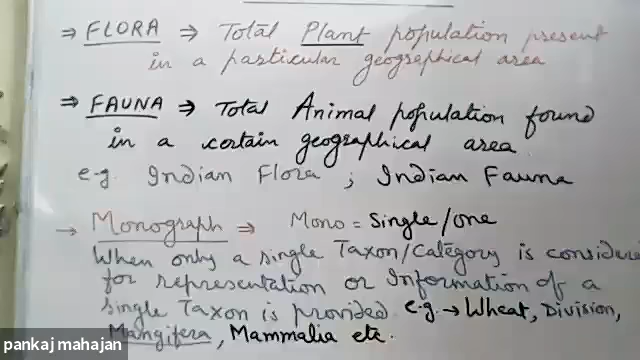 ⇒ FLORA ⇒ Total Plant population present
in a particular geographical area
⇒ FAUNA ⇒ Total Animal population found
in a certain geographical area.
e.g. Indian Flora ; Indian Fauna
→ Monograph ⇒ Mono = Single/one
When only a single Taxon/Category is considere
for representation or Information of a
single Taxon is provided e.g. → Wheat, Division,
Mangifera, Mammalia etc.
pankaj mahajan